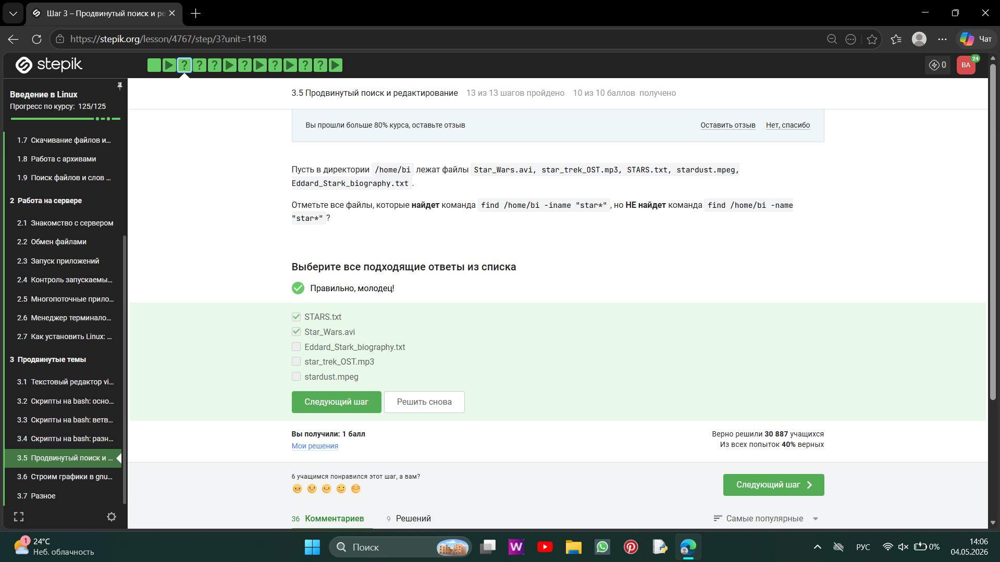 Шаг 3 – Продвинутый поиск и ре
https://stepik.org/lesson/4767/step/3?unit=1198
Чат
stepik
0
ВА
24
Введение в Linux
Прогресс по курсу: 125/125
1.7 Скачивание файлов и...
1.8 Работа с архивами
1.9 Поиск файлов и слов ...
2 Работа на сервере
2.1 Знакомство с сервером
2.2 Обмен файлами
2.3 Запуск приложений
2.4 Контроль запускаемы...
2.5 Многопоточные прило...
2.6 Менеджер терминало...
2.7 Как установить Linux: ...
3 Продвинутые темы
3.1 Текстовый редактор vi...
3.2 Скрипты на bash: осно...
3.3 Скрипты на bash: ветв...
3.4 Скрипты на bash: разн...
3.5 Продвинутый поиск и ...
3.6 Строим графики в gnu...
3.7 Разное
3.5 Продвинутый поиск и редактирование 13 из 13 шагов пройдено 10 из 10 баллов получено
Вы прошли больше 80% курса, оставьте отзыв
Оставить отзыв
Нет, спасибо
Пусть в директории /home/bi лежат файлы Star_Wars.avi, star_trek_OST.mp3, STARS.txt, stardust.mpeg,
Eddard_Stark_biography.txt .
Отметьте все файлы, которые найдет команда find /home/bi -iname "star*" , но НЕ найдет команда find /home/bi -name
"star*" ?
Выберите все подходящие ответы из списка
Правильно, молодец!
STARS.txt
Star_Wars.avi
Eddard_Stark_biography.txt
star_trek_OST.mp3
stardust.mpeg
Следующий шаг
Решить снова
Вы получили: 1 балл
Мои решения
Верно решили 30 887 учащихся
Из всех попыток 40% верных
6 учащимся понравился этот шаг, а вам?
Следующий шаг
36 Комментариев
9 Решений
Самые популярные
1
24°C
Неб. облачность
Поиск
РУС
0%
14:06
04.05.2026